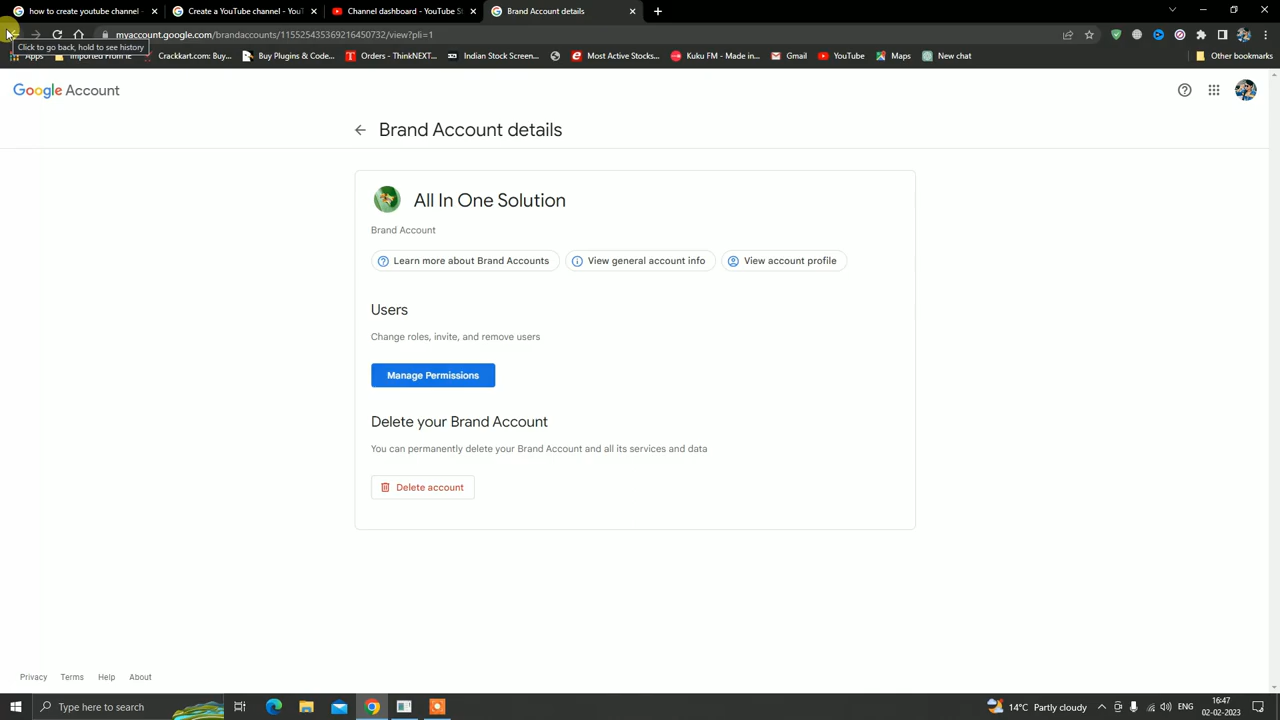 how to create youtube channel
Create a YouTube channel - YouT
Channel dashboard - YouTube St
Brand Account details
myaccount.google.com/brandaccounts/115525435369216450732/view?pli=1
Click to go back, hold to see history
Apps
Imported From IE
Crackkart.com: Buy...
Buy Plugins & Code...
Orders - ThinkNEXT...
Indian Stock Screen...
Most Active Stocks...
Kuku FM - Made in...
Gmail
YouTube
Maps
New chat
Other bookmarks
Google Account
Brand Account details
All In One Solution
Brand Account
Learn more about Brand Accounts
View general account info
View account profile
Users
Change roles, invite, and remove users
Manage Permissions
Delete your Brand Account
You can permanently delete your Brand Account and all its services and data
Delete account
Privacy
Terms
Help
About
Type here to search
14°C Partly cloudy
ENG
16:47
02-02-2023